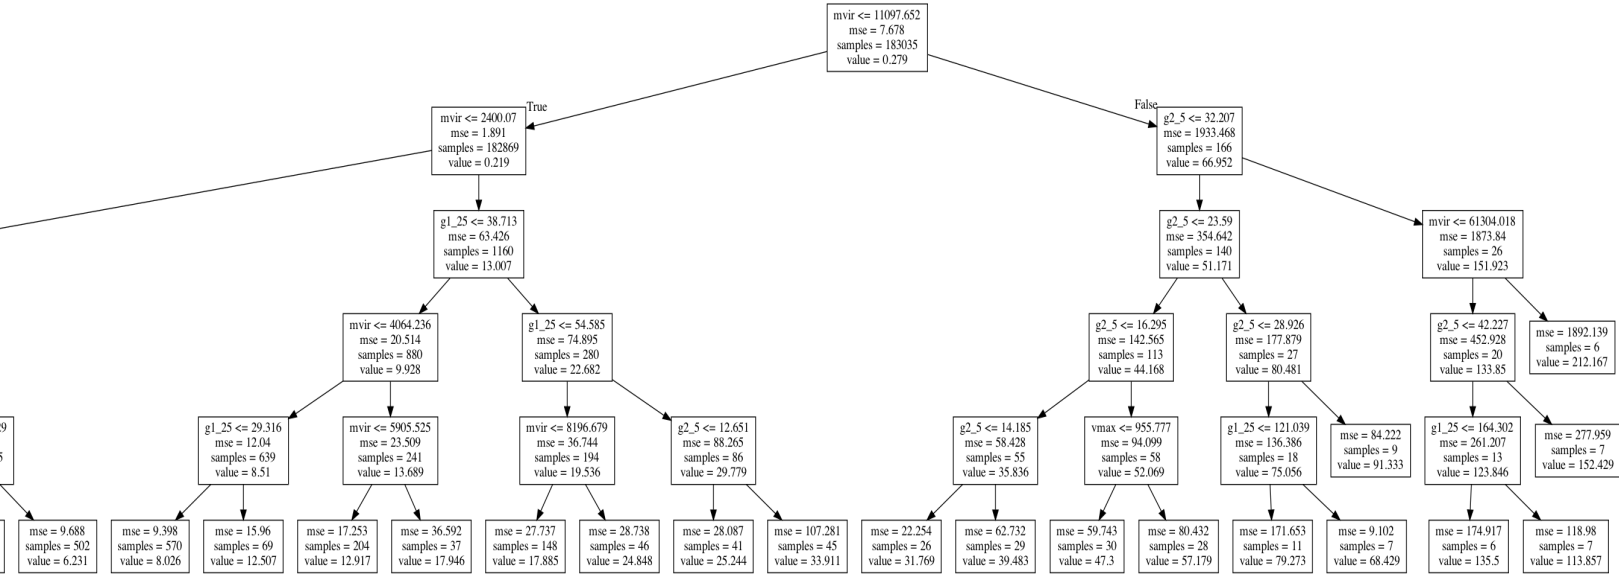 mvir <= 11097.652
mse = 7.678
samples = 183035
value = 0.279
True
False
mvir <= 2400.07
mse = 1.891
samples = 182869
value = 0.219
g2_5 <= 32.207
mse = 1933.468
samples = 166
value = 66.952
g1_25 <= 38.713
mse = 63.426
samples = 1160
value = 13.007
g2_5 <= 23.59
mse = 354.642
samples = 140
value = 51.171
mvir <= 61304.018
mse = 1873.84
samples = 26
value = 151.923
mvir <= 4064.236
mse = 20.514
samples = 880
value = 9.928
g1_25 <= 54.585
mse = 74.895
samples = 280
value = 22.682
g2_5 <= 16.295
mse = 142.565
samples = 113
value = 44.168
g2_5 <= 28.926
mse = 177.879
samples = 27
value = 80.481
g2_5 <= 42.227
mse = 452.928
samples = 20
value = 133.85
mse = 1892.139
samples = 6
value = 212.167
g1_25 <= 29.316
mse = 12.04
samples = 639
value = 8.51
mvir <= 5905.525
mse = 23.509
samples = 241
value = 13.689
mvir <= 8196.679
mse = 36.744
samples = 194
value = 19.536
g2_5 <= 12.651
mse = 88.265
samples = 86
value = 29.779
g2_5 <= 14.185
mse = 58.428
samples = 55
value = 35.836
vmax <= 955.777
mse = 94.099
samples = 58
value = 52.069
g1_25 <= 121.039
mse = 136.386
samples = 18
value = 75.056
mse = 84.222
samples = 9
value = 91.333
g1_25 <= 164.302
mse = 261.207
samples = 13
value = 123.846
mse = 277.959
samples = 7
value = 152.429
mse = 9.688
samples = 502
value = 6.231
mse = 9.398
samples = 570
value = 8.026
mse = 15.96
samples = 69
value = 12.507
mse = 17.253
samples = 204
value = 12.917
mse = 36.592
samples = 37
value = 17.946
mse = 27.737
samples = 148
value = 17.885
mse = 28.738
samples = 46
value = 24.848
mse = 28.087
samples = 41
value = 25.244
mse = 107.281
samples = 45
value = 33.911
mse = 22.254
samples = 26
value = 31.769
mse = 62.732
samples = 29
value = 39.483
mse = 59.743
samples = 30
value = 47.3
mse = 80.432
samples = 28
value = 57.179
mse = 171.653
samples = 11
value = 79.273
mse = 9.102
samples = 7
value = 68.429
mse = 174.917
samples = 6
value = 135.5
mse = 118.98
samples = 7
value = 113.857